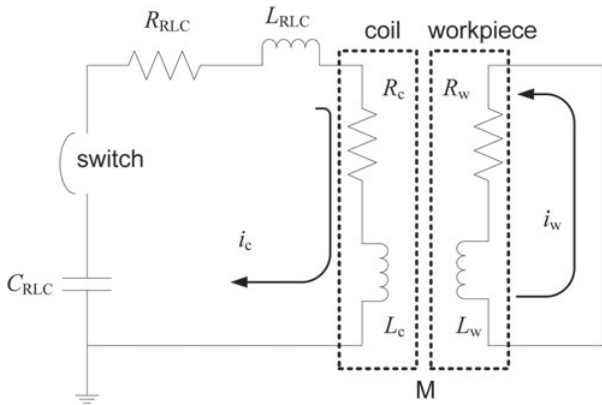 R_RLC L_RLC
coil workpiece
R_c R_w
switch
i_c i_w
C_RLC
L_c L_w
M